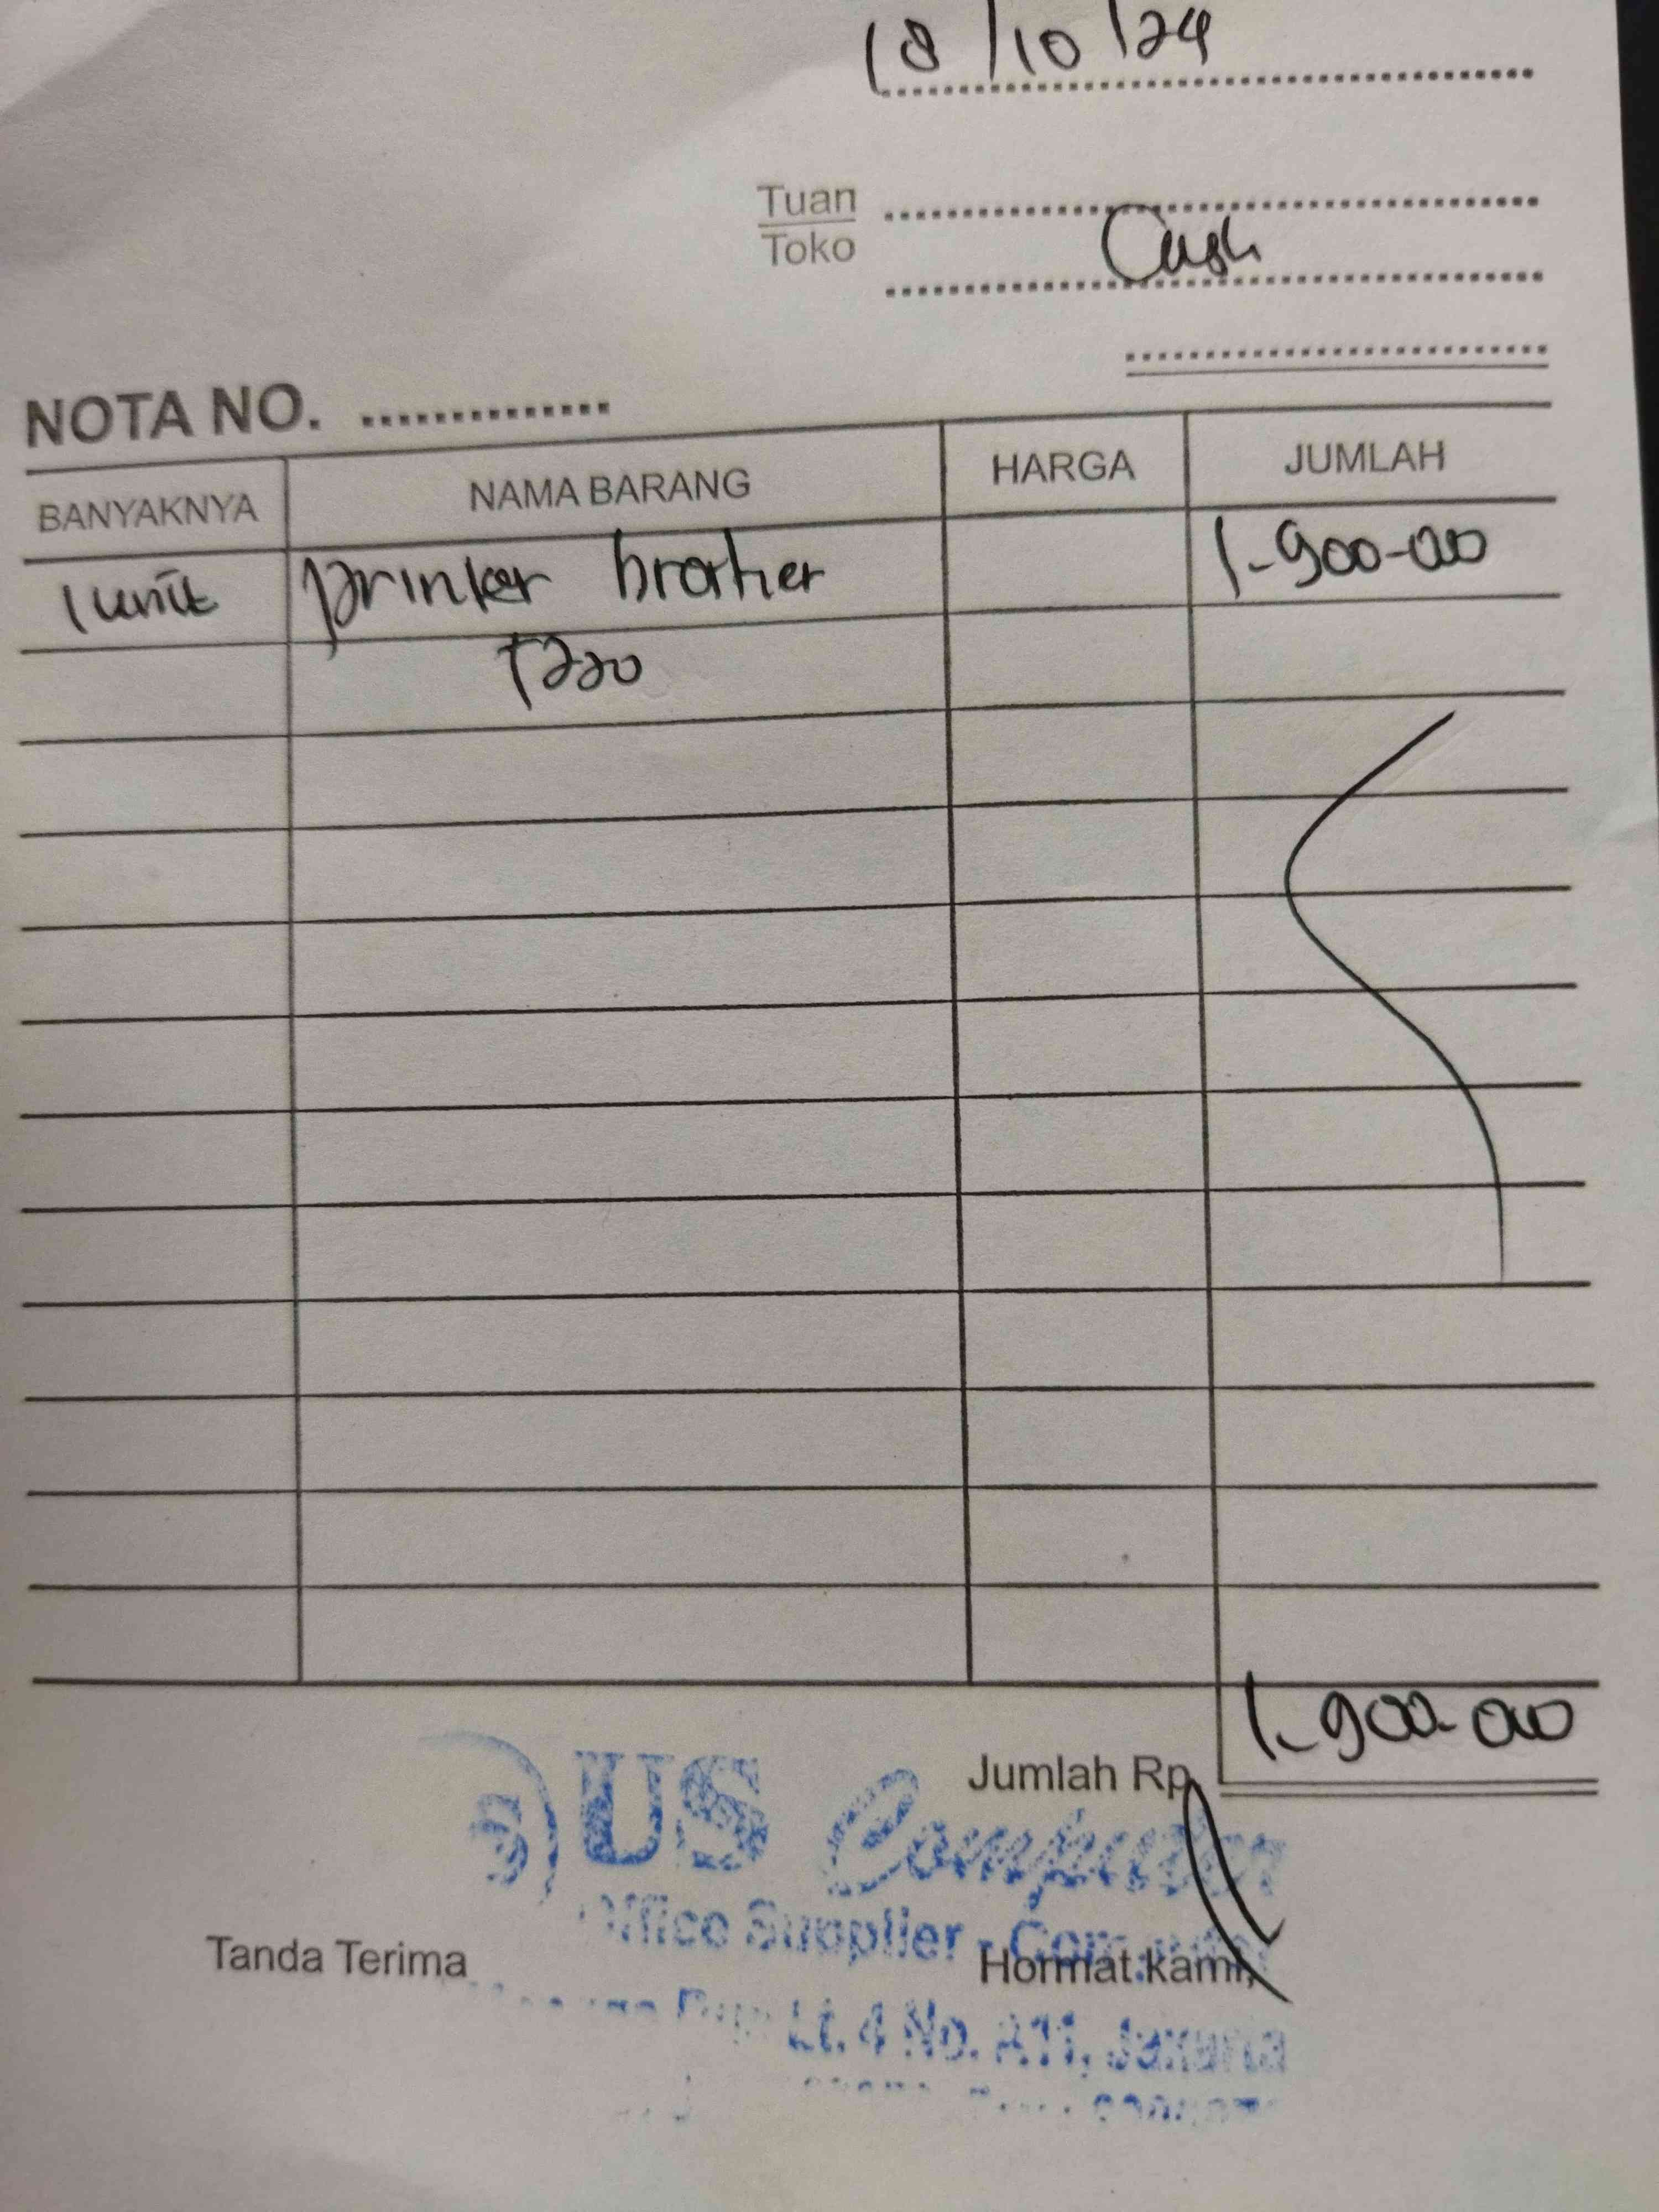 18/10/24
Tuan
Toko
Cash
NOTA NO. ..............
BANYAKNYA NAMA BARANG HARGA JUMLAH
1 unit printer brother 1-900-000
T220
Jumlah Rp 1-900-000
US Computer
Office Supplier -
Tanda Terima Hormat kami,
Lt. 4 No. A11, Jakarta